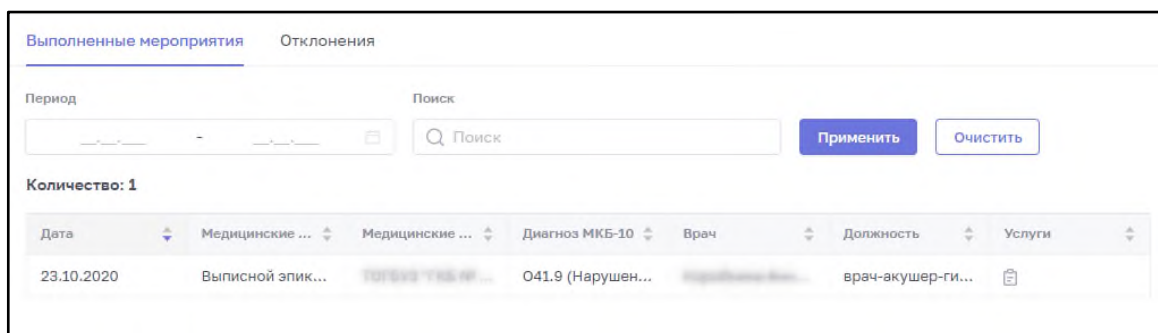 Выполненные мероприятия Отклонения
Период Поиск
__.__.____ - __.__.____ Поиск Применить Очистить
Количество: 1
Дата Медицинские ... Медицинские ... Диагноз МКБ-10 Врач Должность Услуги
23.10.2020 Выписной эпик... О41.9 (Нарушен... врач-акушер-ги...